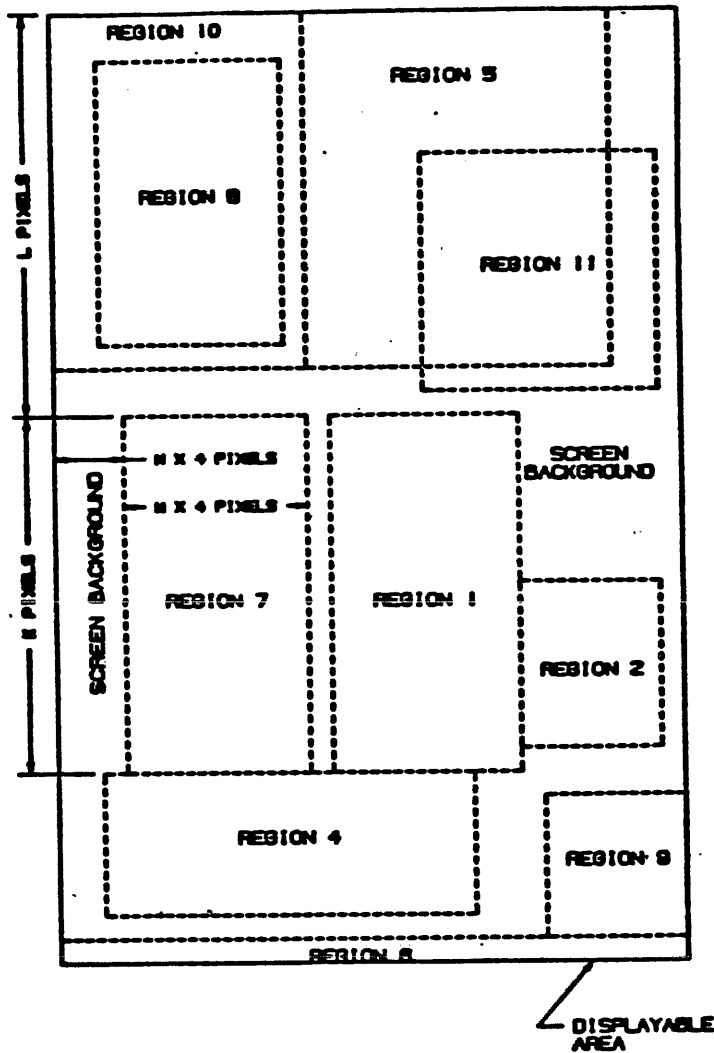 REGION 10
REGION 5
REGION 8
REGION 11
L PIXELS
X 4 PIXELS
X 4 PIXELS
SCREEN
BACKGROUND
K PIXELS
SCREEN BACKGROUND
REGION 7
REGION 1
REGION 2
REGION 4
REGION 9
REGION 6
DISPLAYABLE
AREA